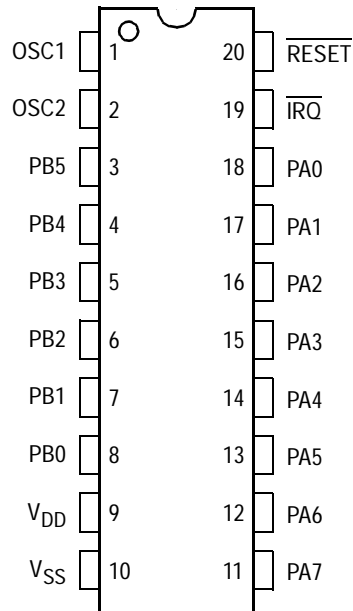 OSC1 1 20 R̅E̅S̅E̅T̅
OSC2 2 19 I̅R̅Q̅
PB5 3 18 PA0
PB4 4 17 PA1
PB3 5 16 PA2
PB2 6 15 PA3
PB1 7 14 PA4
PB0 8 13 PA5
VDD 9 12 PA6
VSS 10 11 PA7